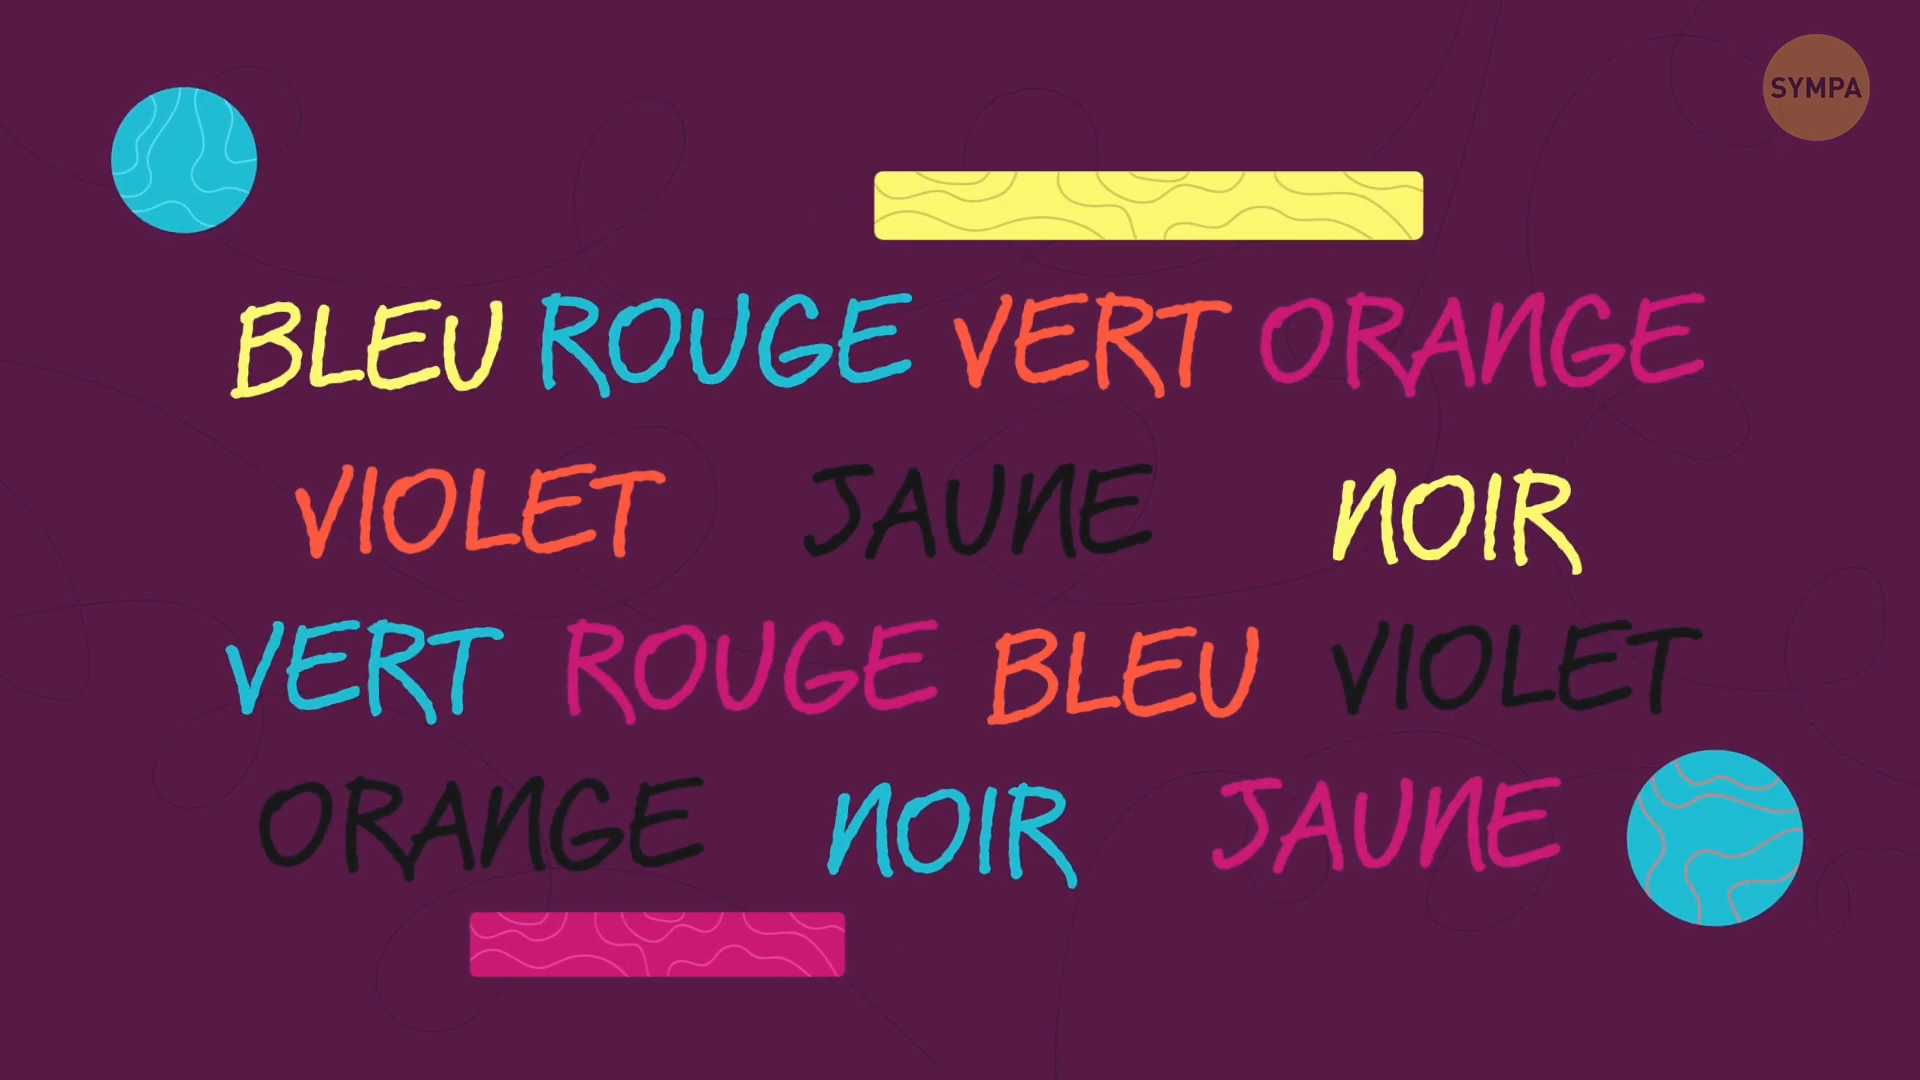 SYMPA
BLEU ROUGE VERT ORANGE
VIOLET JAUNE NOIR
VERT ROUGE BLEU VIOLET
ORANGE NOIR JAUNE